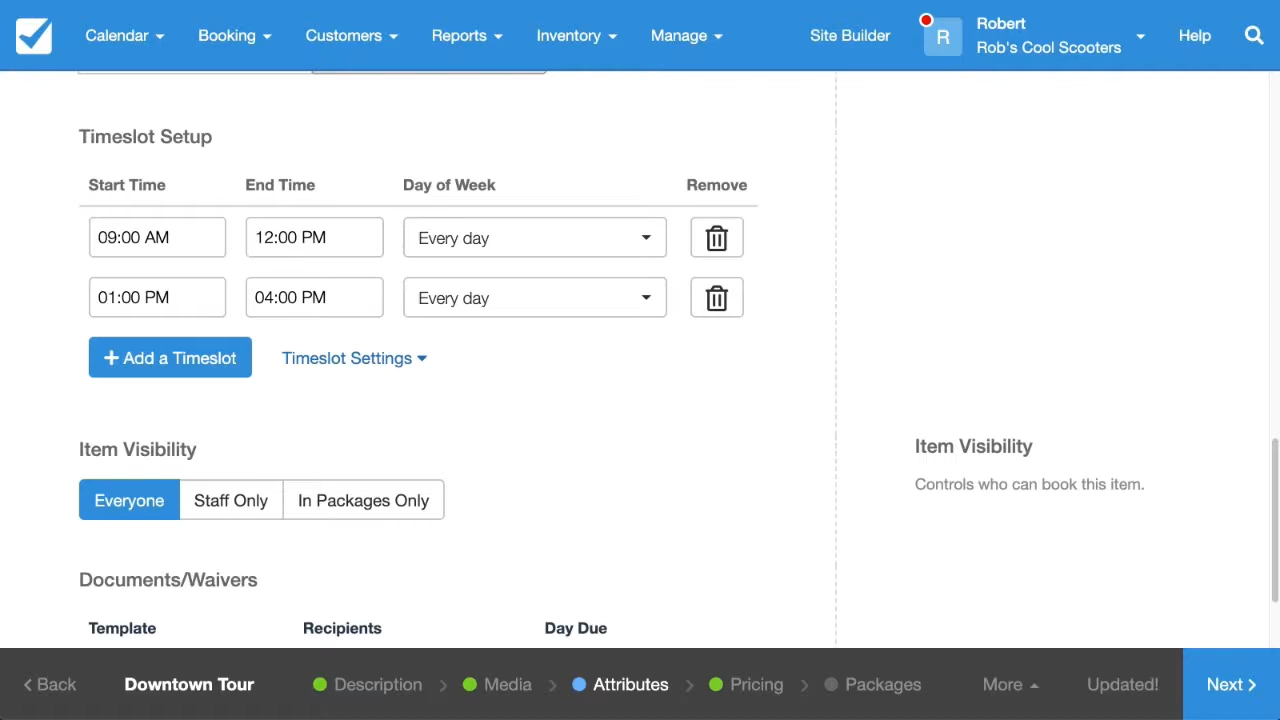 Calendar Booking Customers Reports Inventory Manage Site Builder R Robert Rob's Cool Scooters Help
Timeslot Setup
Start Time End Time Day of Week Remove
09:00 AM 12:00 PM Every day
01:00 PM 04:00 PM Every day
Add a Timeslot Timeslot Settings
Item Visibility
Everyone Staff Only In Packages Only
Item Visibility
Controls who can book this item.
Documents/Waivers
Template Recipients Day Due
Back Downtown Tour Description Media Attributes Pricing Packages More Updated! Next